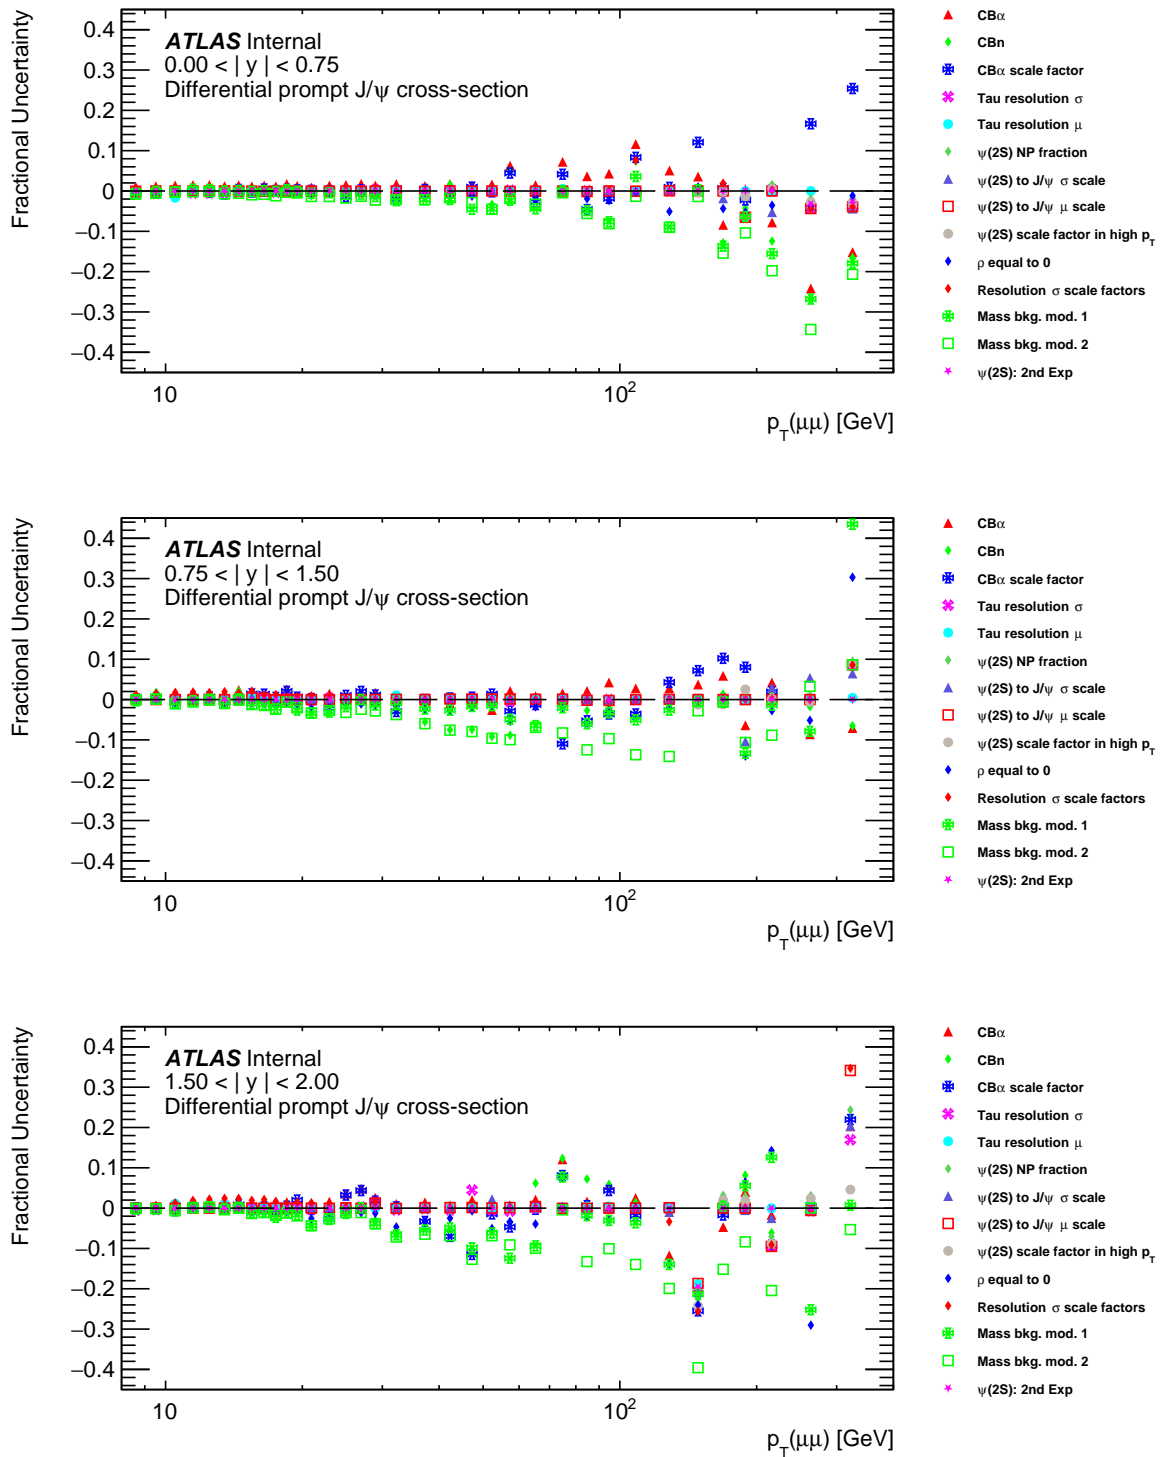 Fractional Uncertainty
0.4
0.3
0.2
0.1
0
−0.1
−0.2
−0.3
−0.4
ATLAS Internal
0.00 < | y | < 0.75
Differential prompt J/ψ cross-section
10
10²
p_T(μμ) [GeV]
CBα
CBn
CBα scale factor
Tau resolution σ
Tau resolution μ
ψ(2S) NP fraction
ψ(2S) to J/ψ σ scale
ψ(2S) to J/ψ μ scale
ψ(2S) scale factor in high p_T
ρ equal to 0
Resolution σ scale factors
Mass bkg. mod. 1
Mass bkg. mod. 2
ψ(2S): 2nd Exp
Fractional Uncertainty
0.4
0.3
0.2
0.1
0
−0.1
−0.2
−0.3
−0.4
ATLAS Internal
0.75 < | y | < 1.50
Differential prompt J/ψ cross-section
10
10²
p_T(μμ) [GeV]
CBα
CBn
CBα scale factor
Tau resolution σ
Tau resolution μ
ψ(2S) NP fraction
ψ(2S) to J/ψ σ scale
ψ(2S) to J/ψ μ scale
ψ(2S) scale factor in high p_T
ρ equal to 0
Resolution σ scale factors
Mass bkg. mod. 1
Mass bkg. mod. 2
ψ(2S): 2nd Exp
Fractional Uncertainty
0.4
0.3
0.2
0.1
0
−0.1
−0.2
−0.3
−0.4
ATLAS Internal
1.50 < | y | < 2.00
Differential prompt J/ψ cross-section
10
10²
p_T(μμ) [GeV]
CBα
CBn
CBα scale factor
Tau resolution σ
Tau resolution μ
ψ(2S) NP fraction
ψ(2S) to J/ψ σ scale
ψ(2S) to J/ψ μ scale
ψ(2S) scale factor in high p_T
ρ equal to 0
Resolution σ scale factors
Mass bkg. mod. 1
Mass bkg. mod. 2
ψ(2S): 2nd Exp